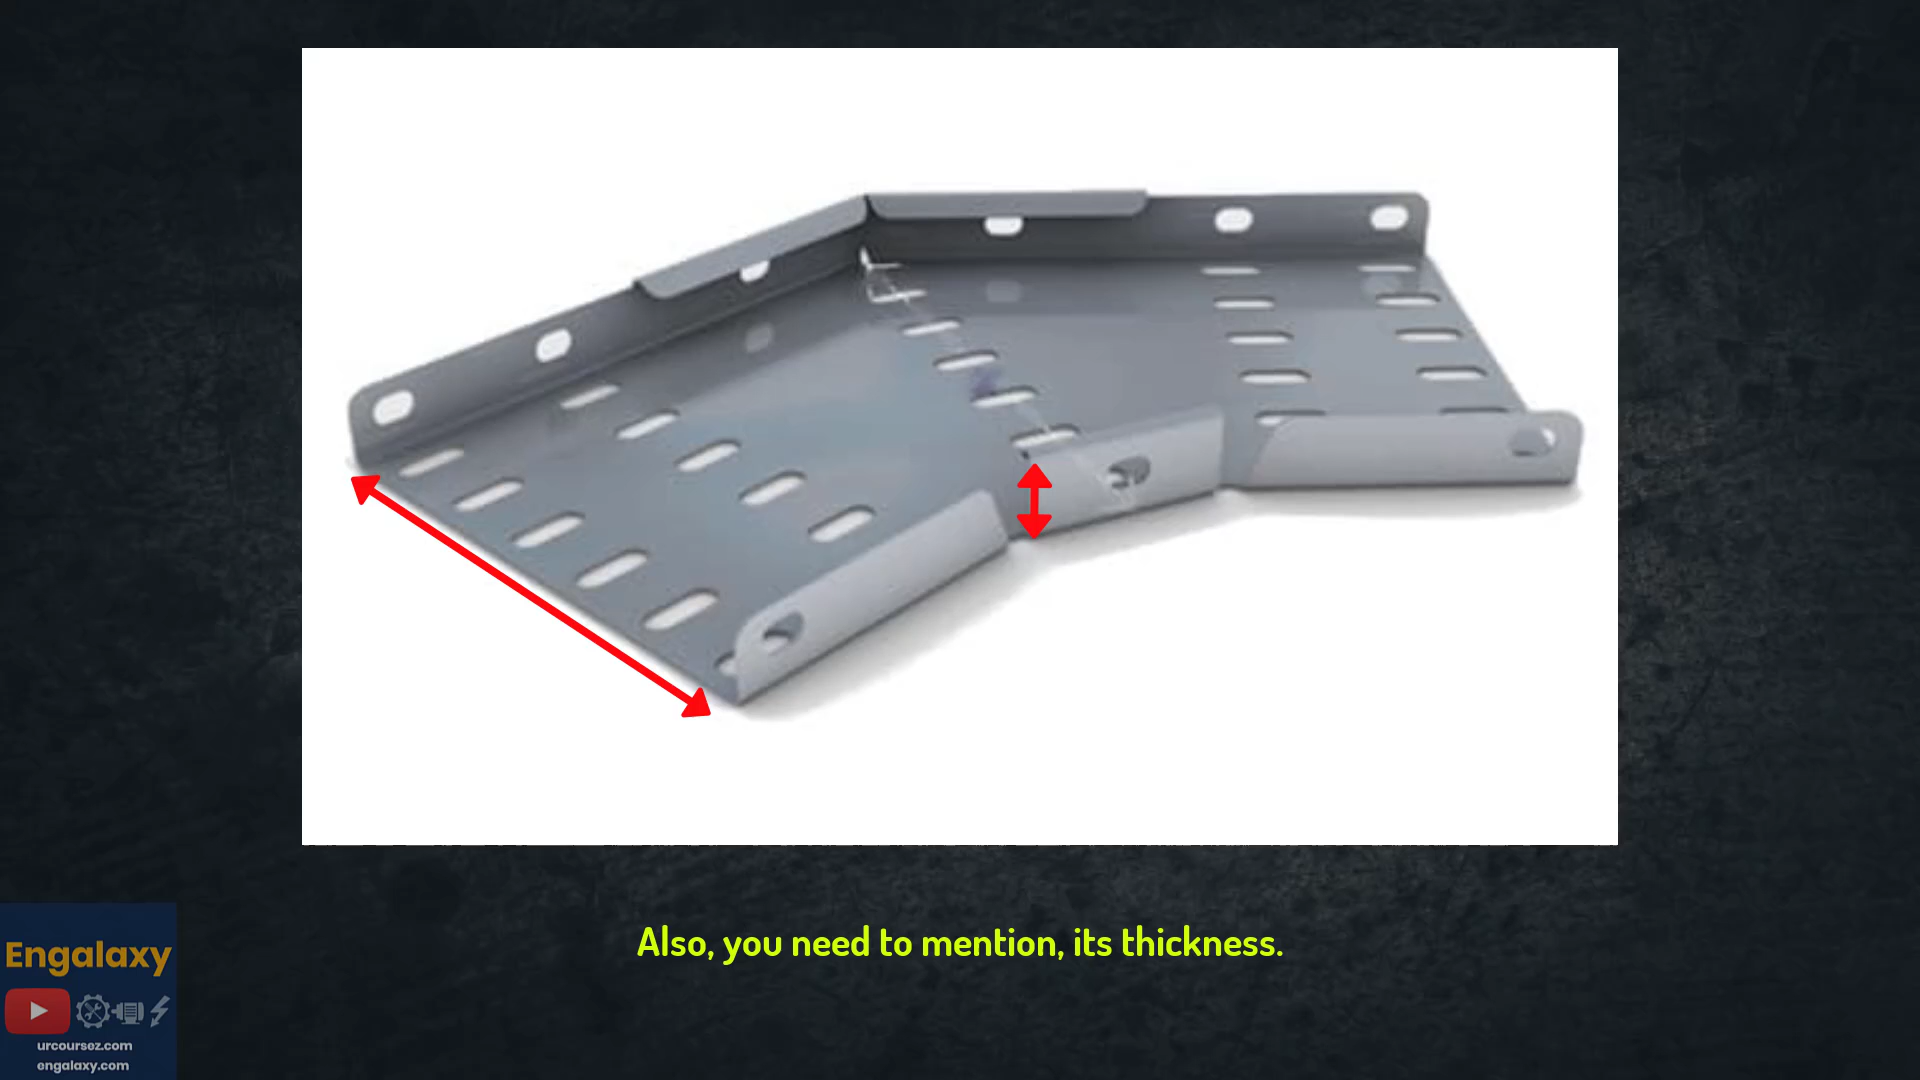 Also, you need to mention, its thickness.
Engalaxy
urcoursez.com
engalaxy.com